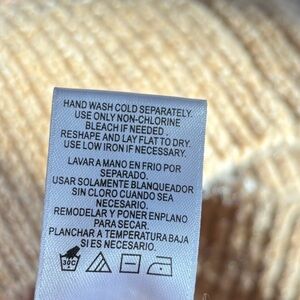 HAND WASH COLD SEPARATELY.
USE ONLY NON-CHLORINE
BLEACH IF NEEDED.
RESHAPE AND LAY FLAT TO DRY.
USE LOW IRON IF NECESSARY.
LAVAR A MANO EN FRIO POR
SEPARADO.
USAR SOLAMENTE BLANQUEADOR
SIN CLORO CUANDO SEA
NECESARIO.
REMODELAR Y PONER ENPLANO
PARA SECAR.
PLANCHAR A TEMPERATURA BAJA
SI ES NECESARIO.
30C